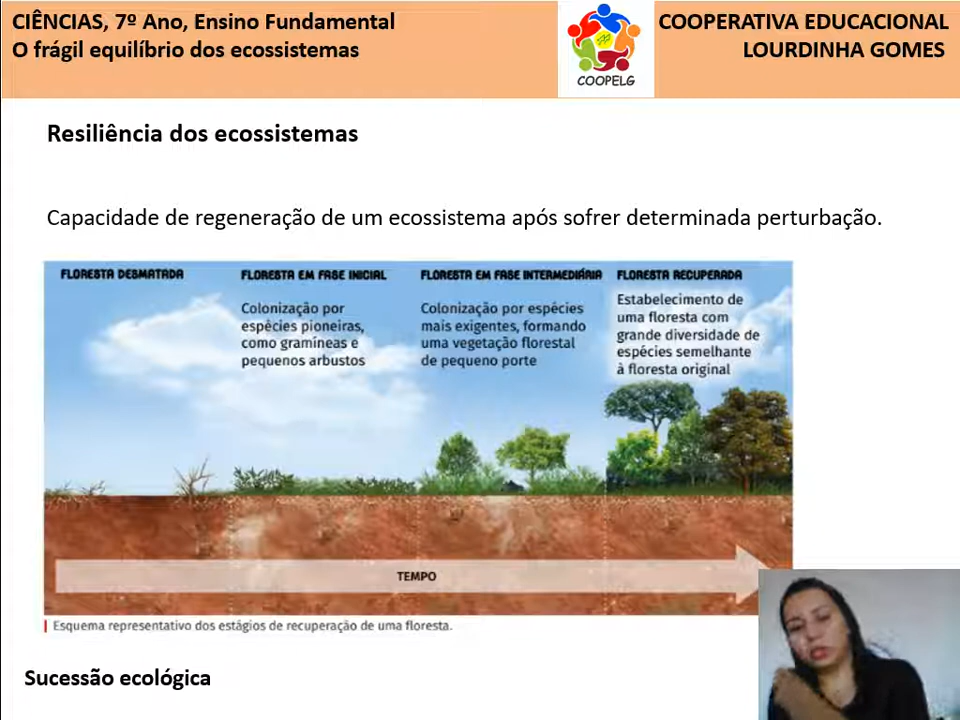 CIÊNCIAS, 7º Ano, Ensino Fundamental
O frágil equilíbrio dos ecossistemas
COOPELG
COOPERATIVA EDUCACIONAL
LOURDINHA GOMES
Resiliência dos ecossistemas
Capacidade de regeneração de um ecossistema após sofrer determinada perturbação.
FLORESTA DESMATADA
FLORESTA EM FASE INICIAL
Colonização por
espécies pioneiras,
como gramíneas e
pequenos arbustos
FLORESTA EM FASE INTERMEDIÁRIA
Colonização por espécies
mais exigentes, formando
uma vegetação florestal
de pequeno porte
FLORESTA RECUPERADA
Estabelecimento de
uma floresta com
grande diversidade de
espécies semelhante
à floresta original
TEMPO
Esquema representativo dos estágios de recuperação de uma floresta.
Sucessão ecológica